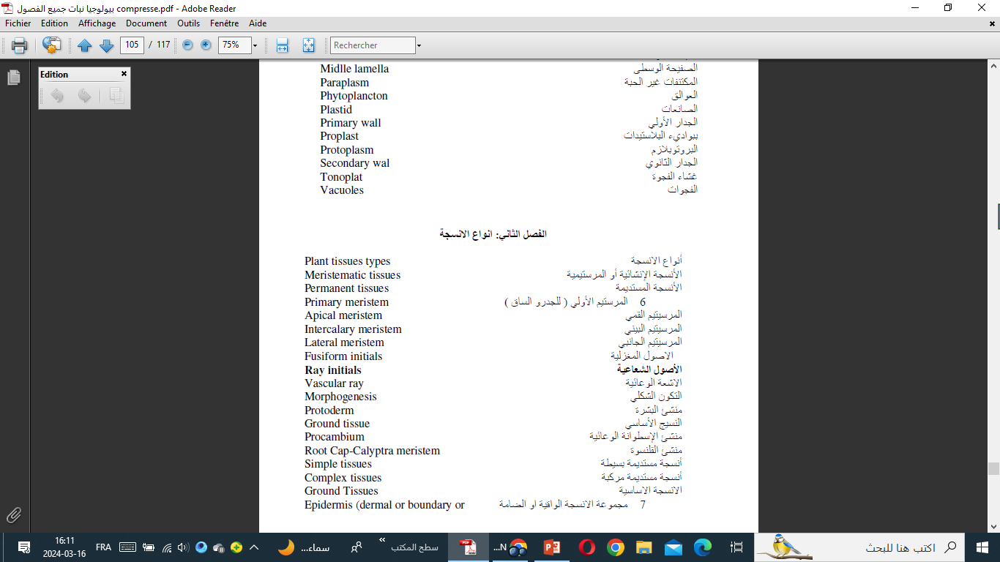 بيولوجيا نبات جميع الفصول compresse.pdf - Adobe Reader
Fichier Edition Affichage Document Outils Fenêtre Aide
105 / 117 75% Rechercher
Edition
Midlle lamella الصفيحة الوسطى
Paraplasm المكتنفات غير الحية
Phytoplancton العوالق
Plastid الصانعات
Primary wall الجدار الأولي
Proplast بيواديء البلاستيدات
Protoplasm البروتوبلازم
Secondary wal الجدار الثانوي
Tonoplat غشاء الفجوة
Vacuoles الفجوات
الفصل الثاني: انواع الانسجة
Plant tissues types أنواع الانسجة
Meristematic tissues الأنسجة الإنشائية أو المرستيمية
Permanent tissues الأنسجة المستديمة
Primary meristem 6 المرستيم الأولي ( للجدرو الساق )
Apical meristem المرسيتيم القمي
Intercalary meristem المرسيتيم البيني
Lateral meristem المرسيتيم الجانبي
Fusiform initials الاصول المغزلية
Ray initials الأصول الشعاعية
Vascular ray الاشعة الوعائية
Morphogenesis التكون الشكلي
Protoderm منشئ البشرة
Ground tissue النسيج الأساسي
Procambium منشئ الإسطوانة الوعائية
Root Cap-Calyptra meristem منشئ القلنسوة
Simple tissues أنسجة مستديمة بسيطة
Complex tissues أنسجة مستديمة مركبة
Ground Tissues الانسجة الاساسية
Epidermis (dermal or boundary or 7 مجموعة الانسجة الواقية او الضامة
16:11
2024-03-16
FRA
سماء...
سطح المكتب
N...
اكتب هنا للبحث